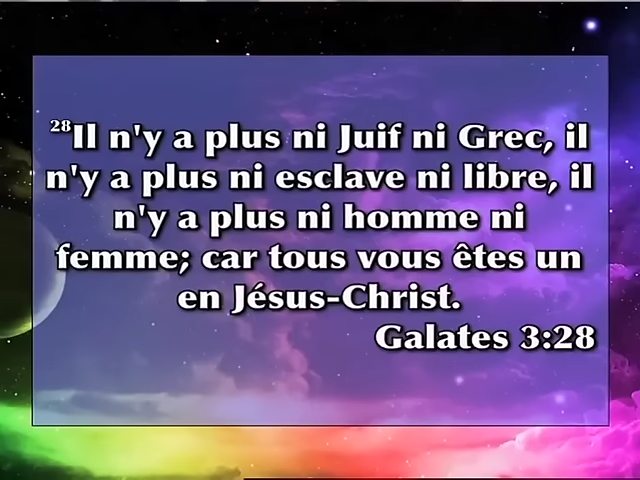 28Il n'y a plus ni Juif ni Grec, il
n'y a plus ni esclave ni libre, il
n'y a plus ni homme ni
femme; car tous vous êtes un
en Jésus-Christ.
Galates 3:28